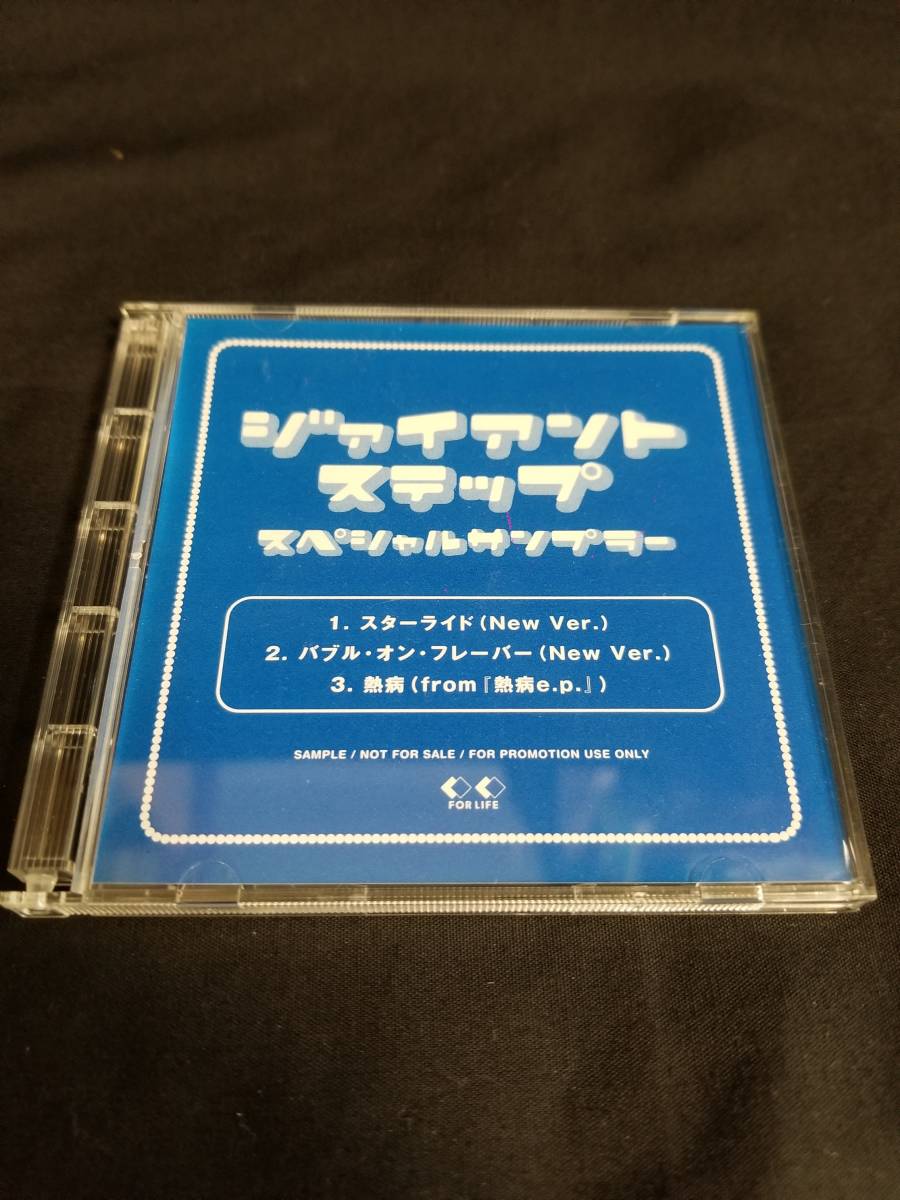 ジァイアント
ステップ
スペシャルサンプラー
1. スターライド(New Ver.)
2. バブル・オン・フレーバー(New Ver.)
3. 熱病(from『熱病e.p.』)
SAMPLE / NOT FOR SALE / FOR PROMOTION USE ONLY
FOR LIFE